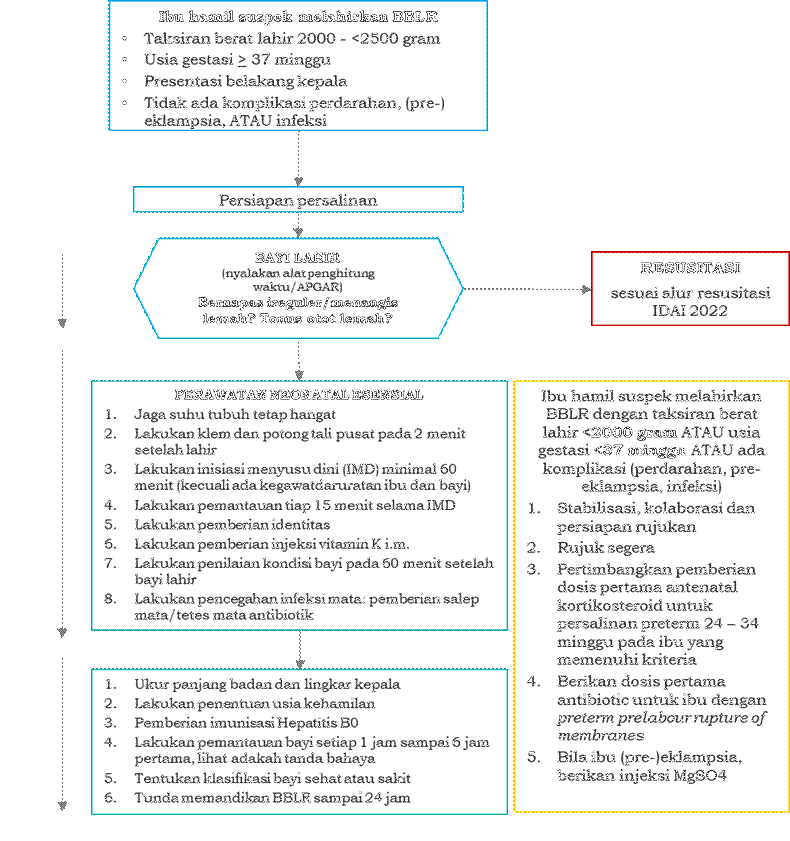 Ibu hamil suspek melahirkan BBLR
◦ Taksiran berat lahir 2000 - <2500 gram
◦ Usia gestasi ≥ 37 minggu
◦ Presentasi belakang kepala
◦ Tidak ada komplikasi perdarahan, (pre-)
eklampsia, ATAU infeksi
Persiapan persalinan
BAYI LAHIR
(nyalakan alat penghitung
waktu/APGAR)
Bernapas ireguler/menangis
lemah? Tonus otot lemah?
RESUSITASI
sesuai alur resusitasi
IDAI 2022
PERAWATAN NEONATAL ESENSIAL
1. Jaga suhu tubuh tetap hangat
2. Lakukan klem dan potong tali pusat pada 2 menit
setelah lahir
3. Lakukan inisiasi menyusu dini (IMD) minimal 60
menit (kecuali ada kegawatdaruratan ibu dan bayi)
4. Lakukan pemantauan tiap 15 menit selama IMD
5. Lakukan pemberian identitas
6. Lakukan pemberian injeksi vitamin K i.m.
7. Lakukan penilaian kondisi bayi pada 60 menit setelah
bayi lahir
8. Lakukan pencegahan infeksi mata: pemberian salep
mata/tetes mata antibiotik
Ibu hamil suspek melahirkan
BBLR dengan taksiran berat
lahir <2000 gram ATAU usia
gestasi <37 minggu ATAU ada
komplikasi (perdarahan, pre-
eklampsia, infeksi)
1. Stabilisasi, kolaborasi dan
persiapan rujukan
2. Rujuk segera
3. Pertimbangkan pemberian
dosis pertama antenatal
kortikosteroid untuk
persalinan preterm 24 – 34
minggu pada ibu yang
memenuhi kriteria
4. Berikan dosis pertama
antibiotic untuk ibu dengan
preterm prelabour rupture of
membranes
5. Bila ibu (pre-)eklampsia,
berikan injeksi MgSO4
1. Ukur panjang badan dan lingkar kepala
2. Lakukan penentuan usia kehamilan
3. Pemberian imunisasi Hepatitis B0
4. Lakukan pemantauan bayi setiap 1 jam sampai 6 jam
pertama, lihat adakah tanda bahaya
5. Tentukan klasifikasi bayi sehat atau sakit
6. Tunda memandikan BBLR sampai 24 jam